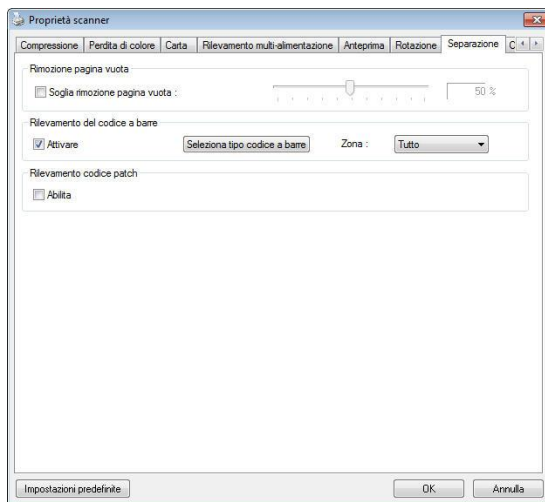 Proprietà scanner
Compressione Perdita di colore Carta Rilevamento multi-alimentazione Anteprima Rotazione Separazione C
Rimozione pagina vuota
Soglia rimozione pagina vuota : 50 %
Rilevamento del codice a barre
Attivare Seleziona tipo codice a barre Zona : Tutto
Rilevamento codice patch
Abilita
Impostazioni predefinite OK Annulla